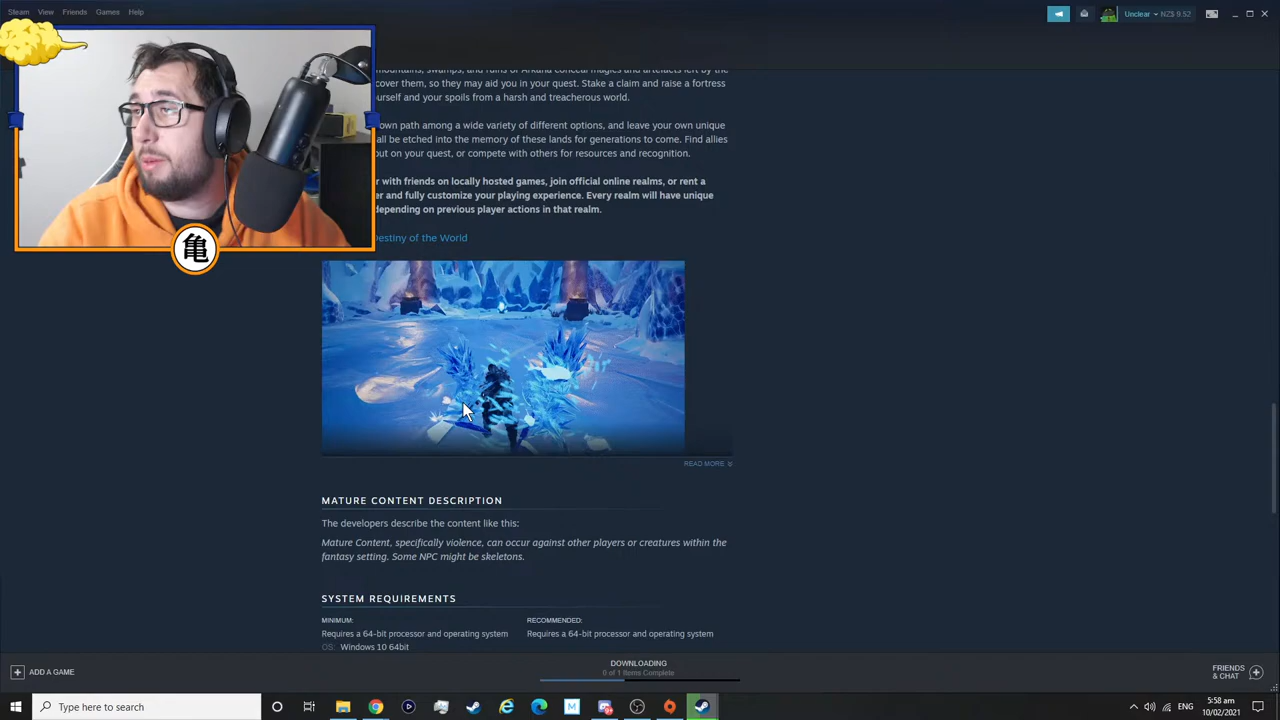 Steam View Friends Games Help
Unclear NZ$ 9.52
mountains, swamps, and ruins of Arkana conceal magics and artefacts left by the
cover them, so they may aid you in your quest. Stake a claim and raise a fortress
urself and your spoils from a harsh and treacherous world.
own path among a wide variety of different options, and leave your own unique
all be etched into the memory of these lands for generations to come. Find allies
out on your quest, or compete with others for resources and recognition.
r with friends on locally hosted games, join official online realms, or rent a
er and fully customize your playing experience. Every realm will have unique
depending on previous player actions in that realm.
Destiny of the World
亀
READ MORE
MATURE CONTENT DESCRIPTION
The developers describe the content like this:
Mature Content, specifically violence, can occur against other players or creatures within the
fantasy setting. Some NPC might be skeletons.
SYSTEM REQUIREMENTS
MINIMUM: RECOMMENDED:
Requires a 64-bit processor and operating system Requires a 64-bit processor and operating system
OS: Windows 10 64bit
+ ADD A GAME
DOWNLOADING
0 of 1 Items Complete
FRIENDS
& CHAT
Type here to search
ENG
5:58 am
10/02/2021